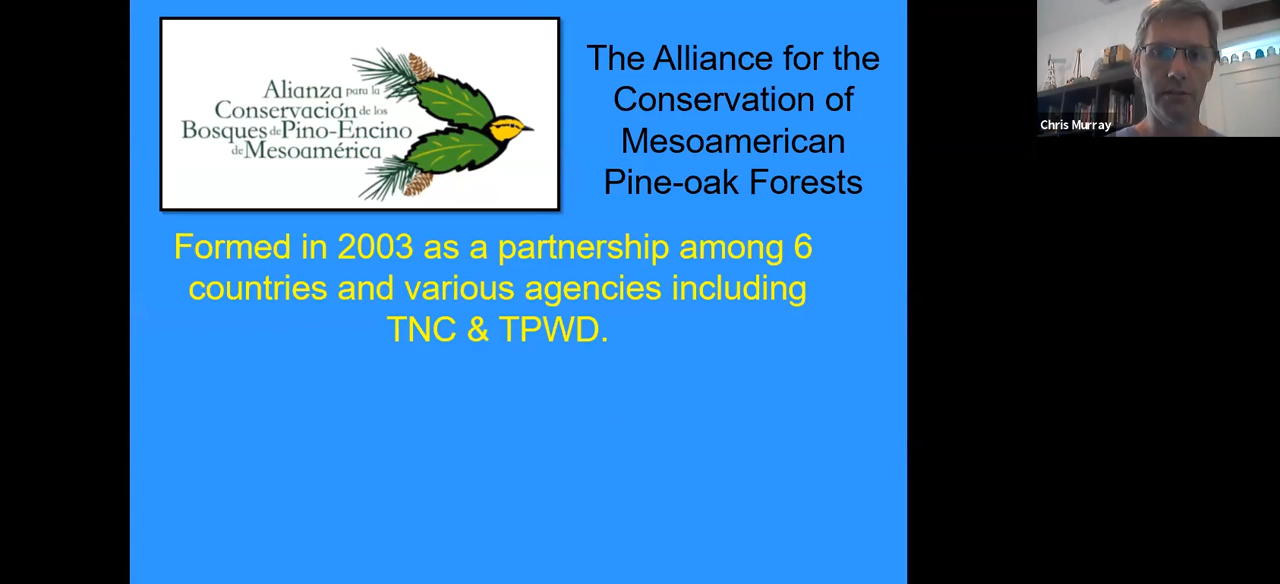 Alianza para la
Conservación de los
Bosques de Pino-Encino
de Mesoamérica
The Alliance for the
Conservation of
Mesoamerican
Pine-oak Forests
Formed in 2003 as a partnership among 6
countries and various agencies including
TNC & TPWD.
Chris Murray